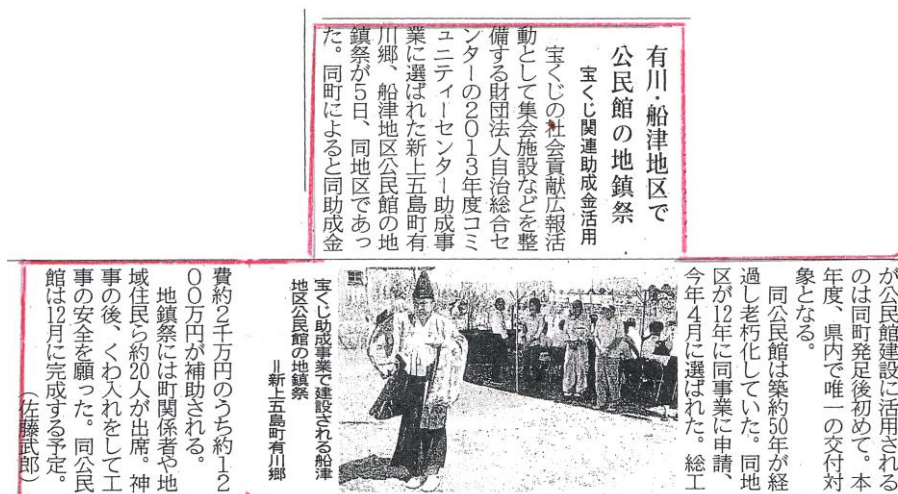 有川・船津地区で
公民館の地鎮祭
宝くじ関連助成金活用
宝くじの社会貢献広報活
動として集会施設などを整
備する財団法人自治総合セ
ンターの2013年度コミ
ュニティーセンター助成事
業に選ばれた新上五島町有
川郷、船津地区公民館の地
鎮祭が5日、同地区であっ
た。同町によると同助成金
が公民館建設に活用される
のは同町発足後初めて。本
年度、県内で唯一の交付対
象となる。
同公民館は築約50年が経
過し老朽化していた。同地
区が12年に同事業に申請、
今年4月に選ばれた。総工
費約2千万円のうち約12
00万円が補助される。
地鎮祭には町関係者や地
域住民ら約20人が出席。神
事の後、くわ入れをして工
事の安全を願った。同公民
館は12月に完成する予定。
（佐藤武郎）
宝くじ助成事業で建設される船津
地区公民館の地鎮祭
＝新上五島町有川郷